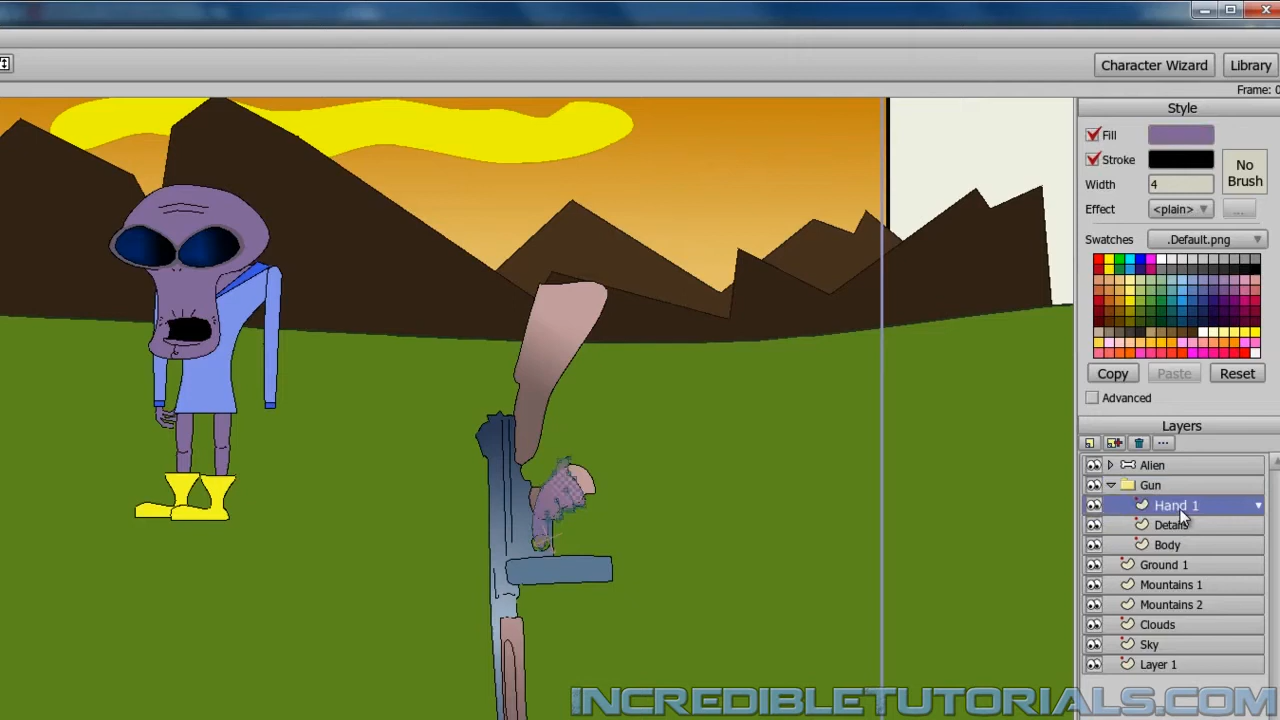 Character Wizard
Library
Frame: 0
Style
Fill
Stroke
No Brush
Width 4
Effect <plain> ...
Swatches .Default.png
Copy Paste Reset
Advanced
Layers
...
Alien
Gun
Hand 1
Details
Body
Ground 1
Mountains 1
Mountains 2
Clouds
Sky
Layer 1
INCREDIBLETUTORIALS.COM